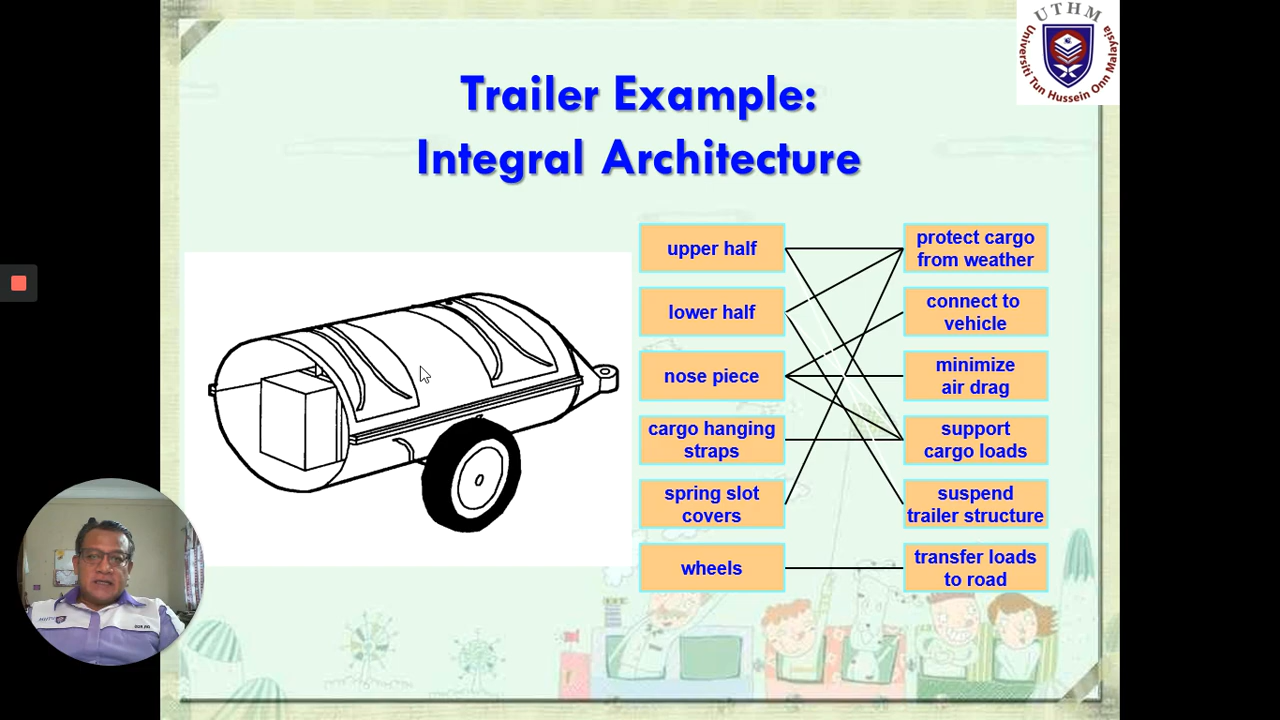 UTHM
Universiti Tun Hussein Onn Malaysia
Trailer Example:
Integral Architecture
upper half
protect cargo
from weather
lower half
connect to
vehicle
nose piece
minimize
air drag
cargo hanging
straps
support
cargo loads
spring slot
covers
suspend
trailer structure
wheels
transfer loads
to road